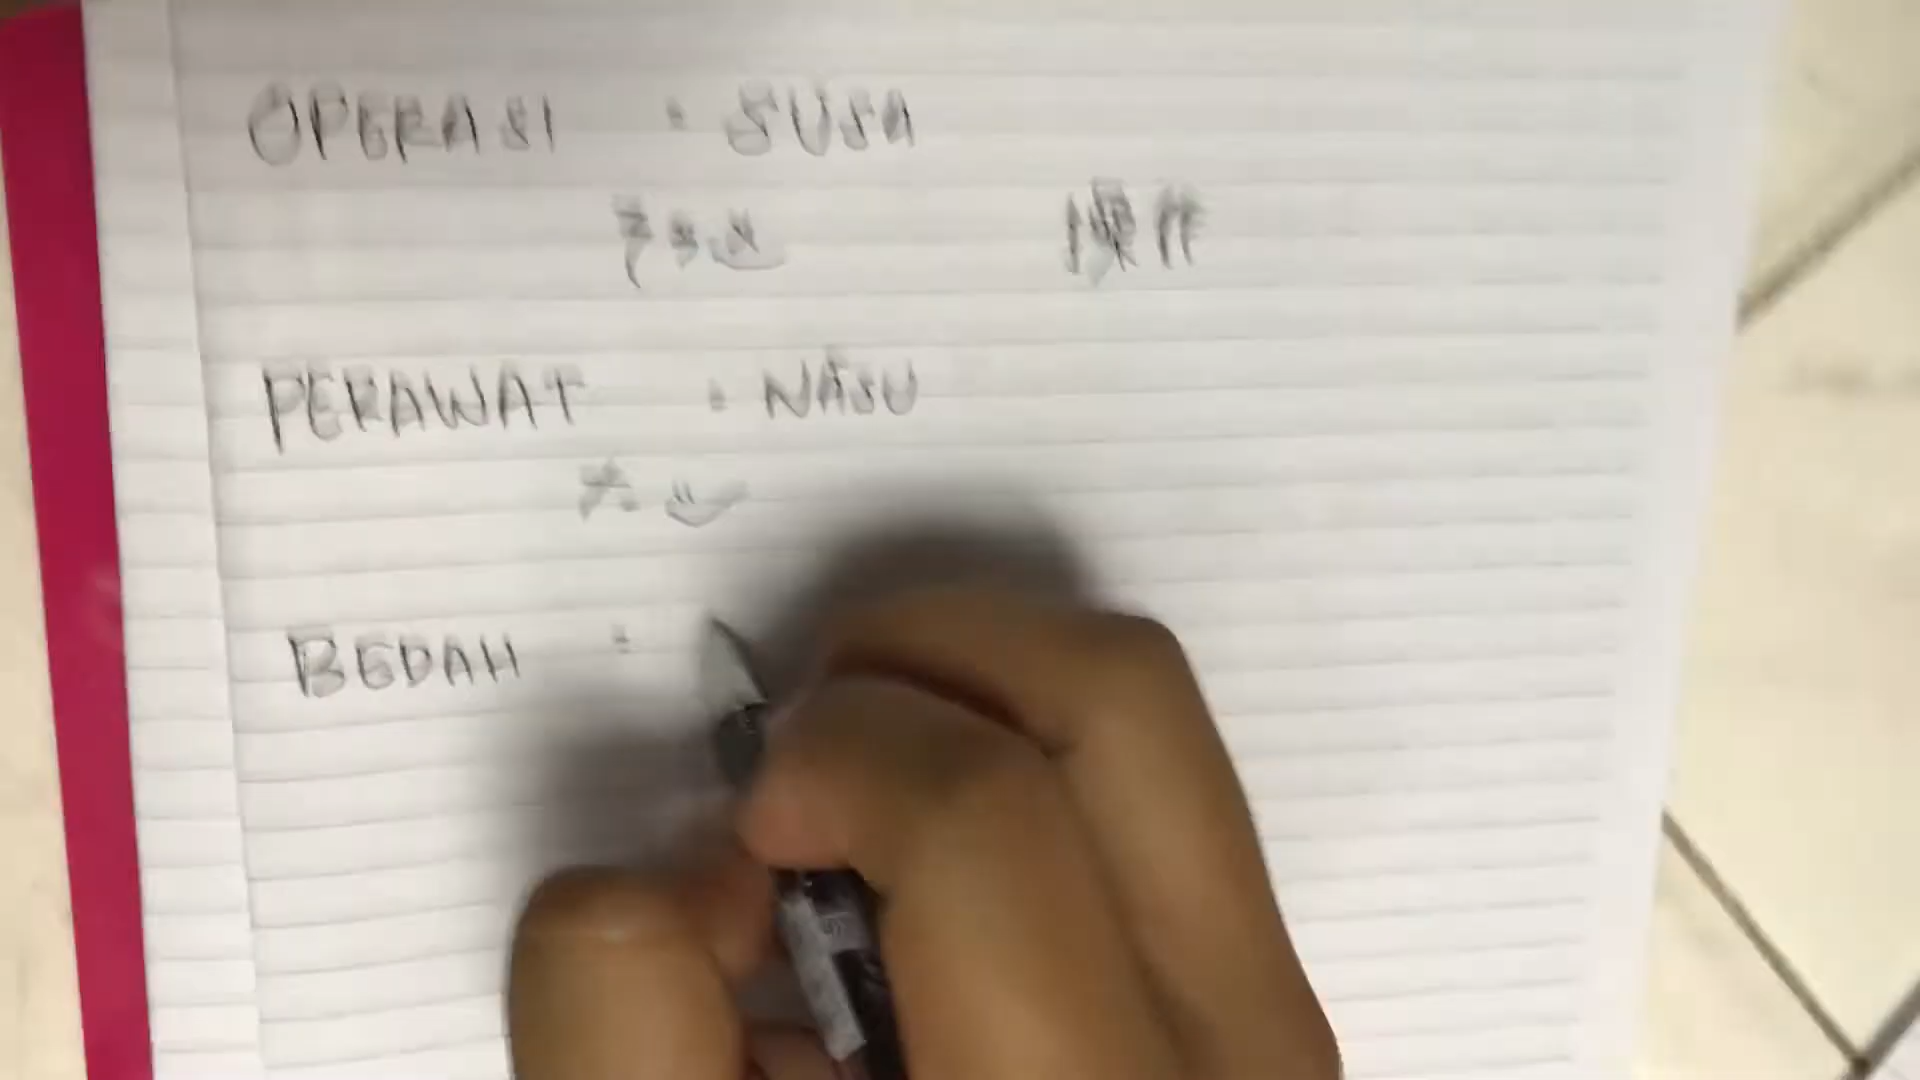 OPERASI : SUSA
操作
PERAWAT : NASU
BEDAH :